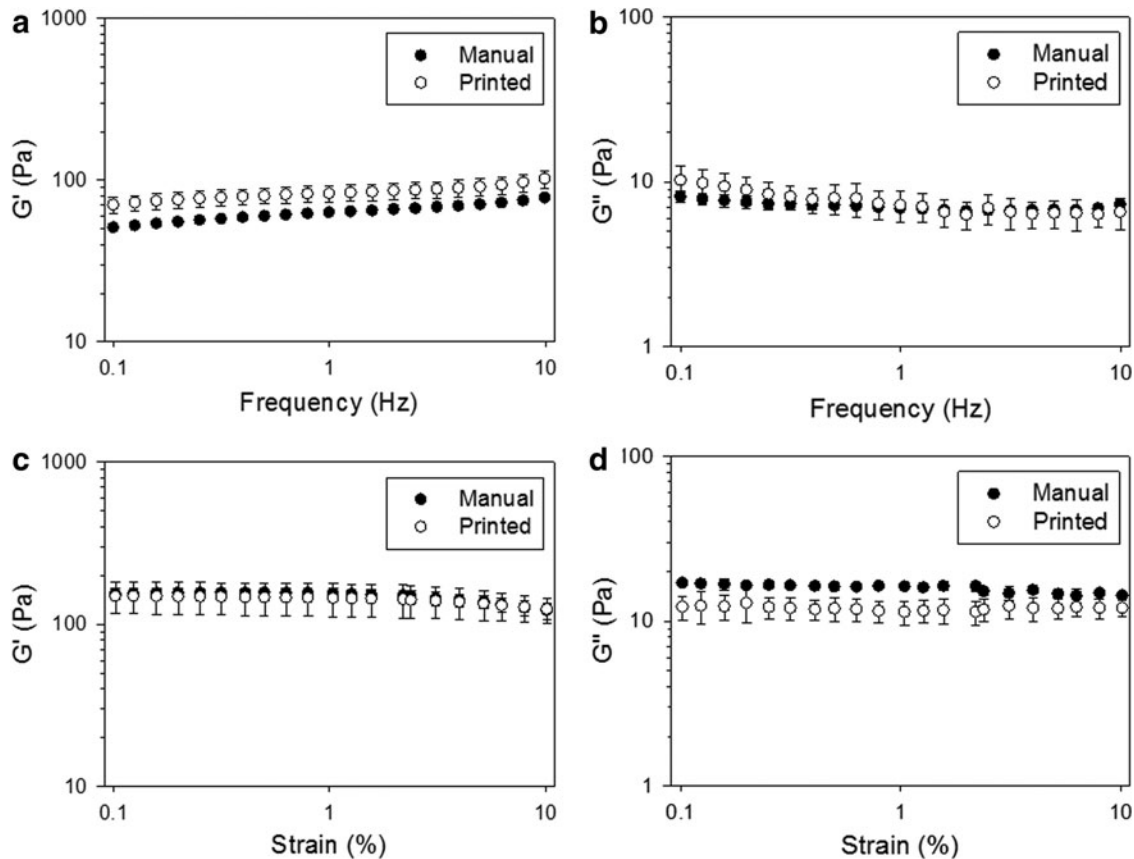 a
1000
100
10
G' (Pa)
Manual
Printed
0.1
1
10
Frequency (Hz)
b
100
10
1
G" (Pa)
Manual
Printed
0.1
1
10
Frequency (Hz)
c
1000
100
10
G' (Pa)
Manual
Printed
0.1
1
10
Strain (%)
d
100
10
1
G" (Pa)
Manual
Printed
0.1
1
10
Strain (%)